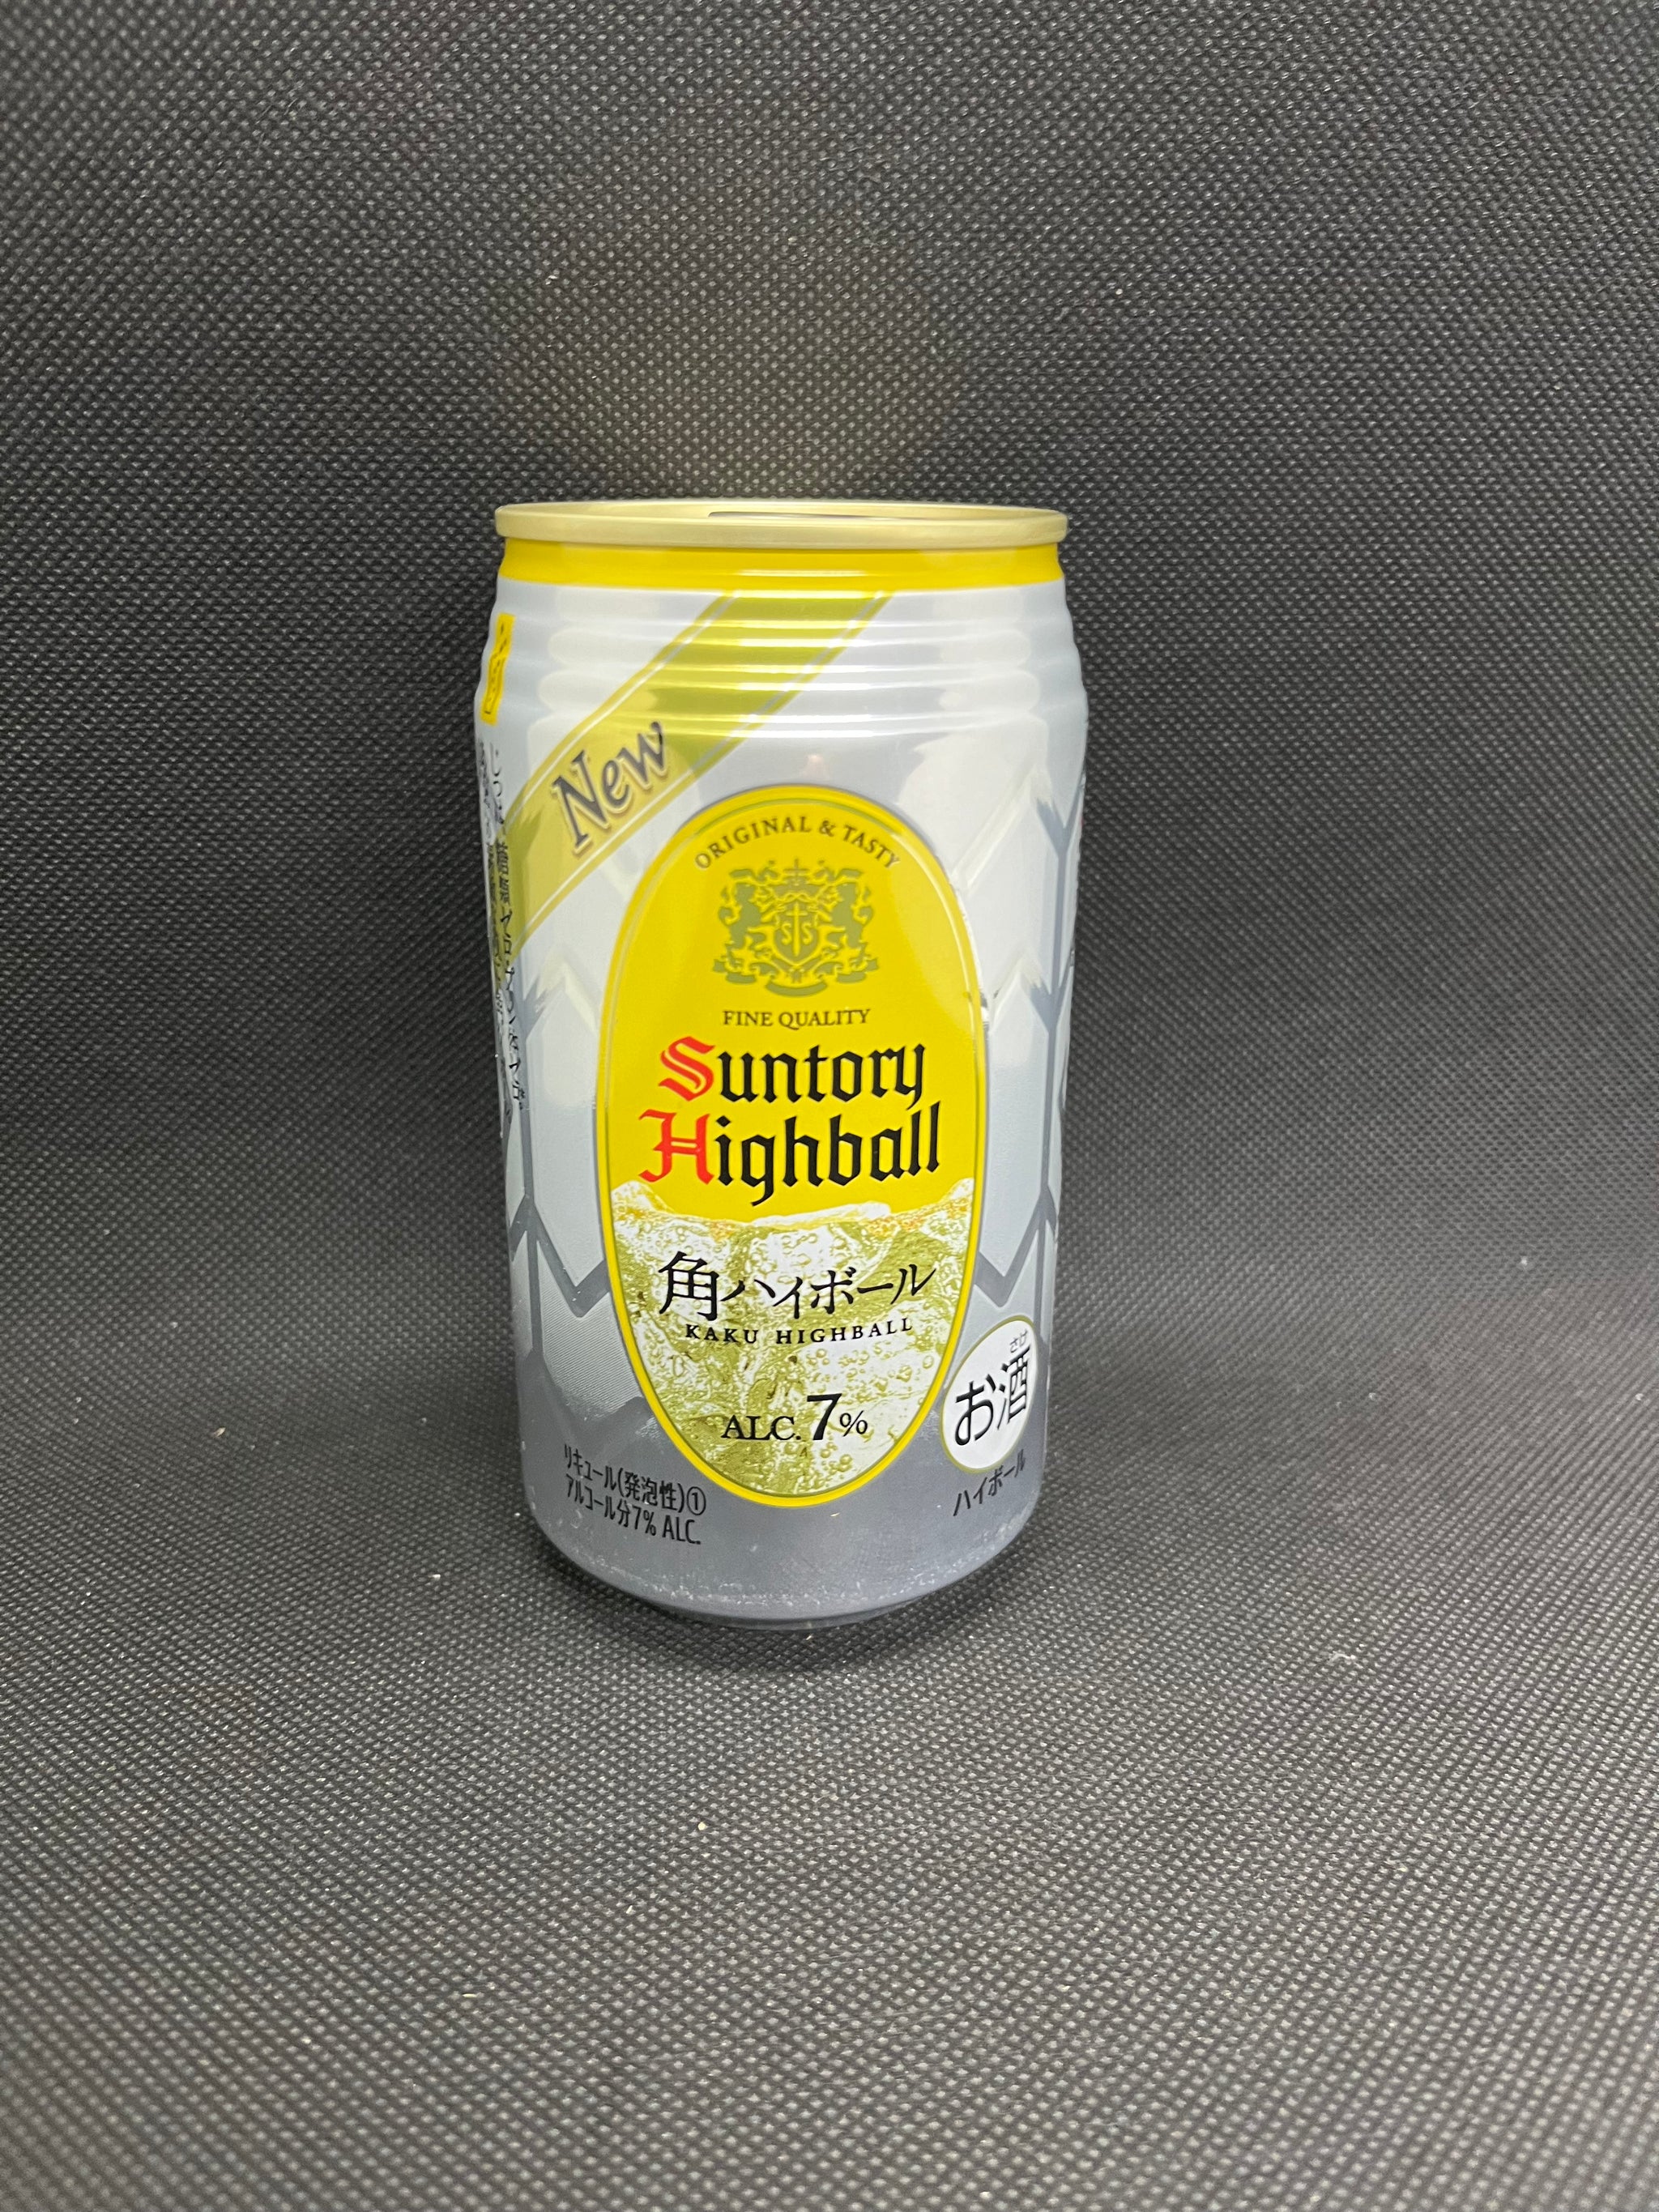 New
ORIGINAL & TASTY
SS
FINE QUALITY
Suntory
Highball
角ハイボール
KAKU HIGHBALL
ALC. 7%
さけ
お酒
ハイボール
リキュール(発泡性)①
アルコール分7% ALC.